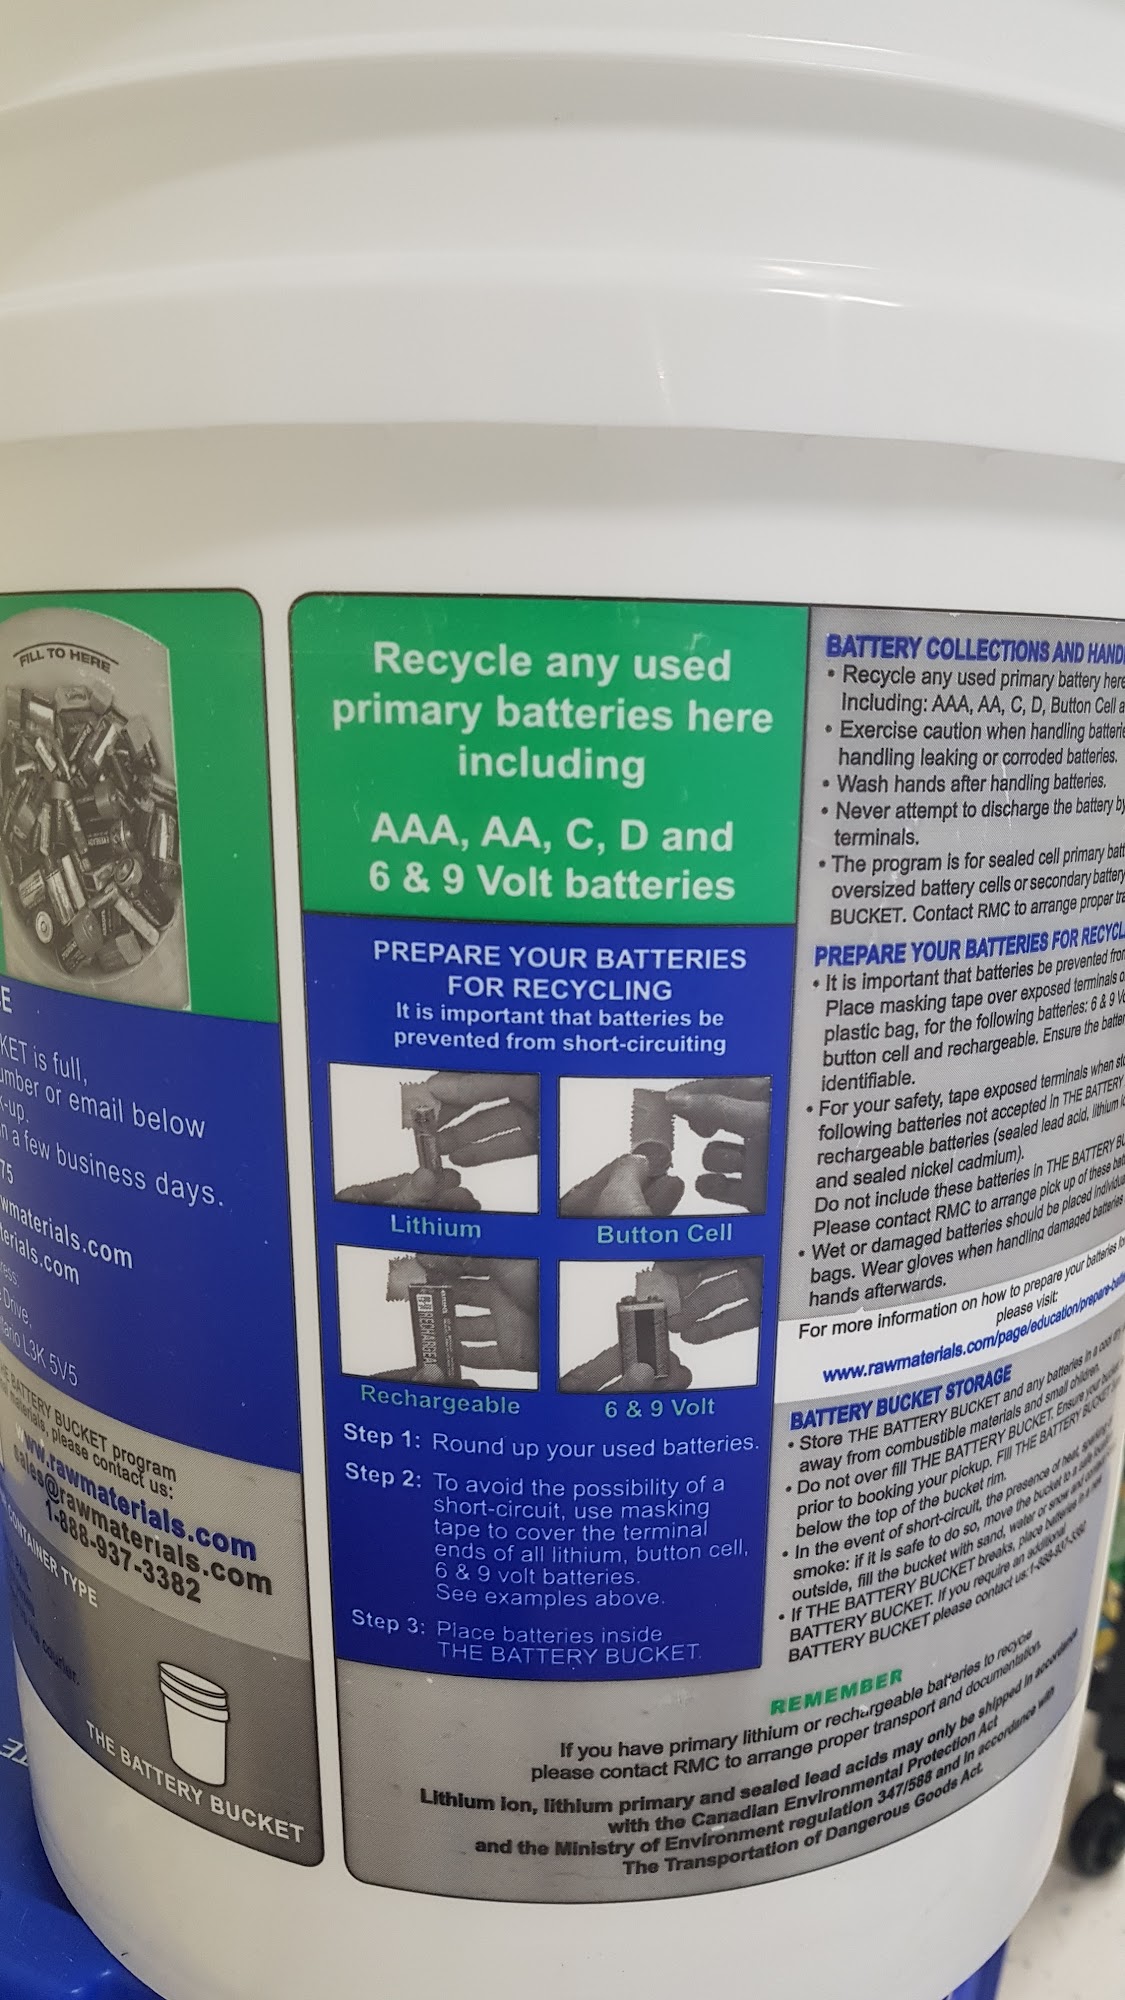 FILL TO HERE
KET is full,
umber or email below
-up.
n a few business days.
75
wmaterials.com
terials.com
Drive,
L3K 5V5
BATTERY BUCKET program
materials, please contact us:
www.rawmaterials.com
sales@rawmaterials.com
1-888-937-3382
CONTAINER TYPE
courier.
THE BATTERY BUCKET
Recycle any used
primary batteries here
including
AAA, AA, C, D and
6 & 9 Volt batteries
PREPARE YOUR BATTERIES
FOR RECYCLING
It is important that batteries be
prevented from short-circuiting
Lithium
Button Cell
RECHARGEA
Rechargeable
6 & 9 Volt
Step 1: Round up your used batteries.
Step 2: To avoid the possibility of a
short-circuit, use masking
tape to cover the terminal
ends of all lithium, button cell,
6 & 9 volt batteries.
See examples above.
Step 3: Place batteries inside
THE BATTERY BUCKET.
BATTERY COLLECTIONS AND HANDL
• Recycle any used primary battery here
Including: AAA, AA, C, D, Button Cell a
• Exercise caution when handling batterie
handling leaking or corroded batteries.
• Wash hands after handling batteries.
• Never attempt to discharge the battery by
terminals.
• The program is for sealed cell primary batt
oversized battery cells or secondary battery
BUCKET. Contact RMC to arrange proper tra
PREPARE YOUR BATTERIES FOR RECYCL
• It is important that batteries be prevented from
Place masking tape over exposed terminals o
plastic bag, for the following batteries: 6 & 9 Vo
button cell and rechargeable. Ensure the batter
identifiable.
• For your safety, tape exposed terminals when sto
following batteries not accepted in THE BATTERY
rechargeable batteries (sealed lead acid, lithium i
and sealed nickel cadmium).
Do not include these batteries in THE BATTERY BU
Please contact RMC to arrange pick up of these bat
• Wet or damaged batteries should be placed individua
bags. Wear gloves when handling damaged batteries
hands afterwards.
For more information on how to prepare your batteries for
please visit:
www.rawmaterials.com/page/education/prepare-batte
BATTERY BUCKET STORAGE
• Store THE BATTERY BUCKET and any batteries in a cool
away from combustible materials and small children.
• Do not over fill THE BATTERY BUCKET. Ensure your bucket
prior to booking your pickup. Fill THE BATTERY BUCKET
below the top of the bucket rim.
• In the event of short-circuit, the presence of heat, sparking
smoke: if it is safe to do so, move the bucket to a safe
outside, fill the bucket with sand, water or snow and
• If THE BATTERY BUCKET breaks, place batteries in a new
BATTERY BUCKET. If you require an additional
BATTERY BUCKET please contact us:1-888-937-3382
REMEMBER
If you have primary lithium or rechargeable batteries to recycle
please contact RMC to arrange proper transport and documentation.
Lithium Ion, lithium primary and sealed lead acids may only be shipped in accordance
with the Canadian Environmental Protection Act
and the Ministry of Environment regulation 347/588 and in accordance with
The Transportation of Dangerous Goods Act.